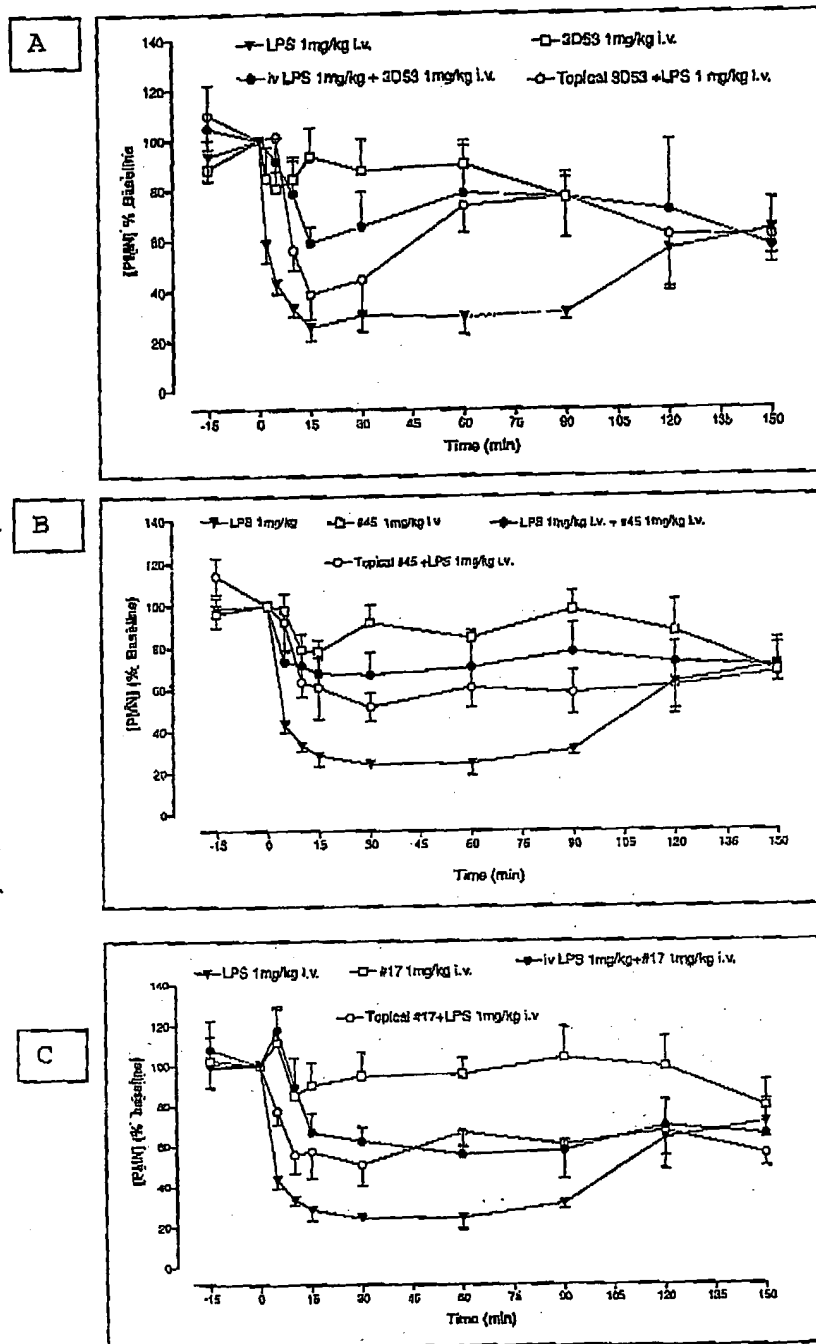 A
LPS 1mg/kg i.v.
3D53 1mg/kg i.v.
iv LPS 1mg/kg + 3D53 1mg/kg i.v.
Topical 3D53 +LPS 1 mg/kg i.v.
[PMN] % Baseline
140
120
100
80
60
40
20
0
-15 0 15 30 45 60 75 90 105 120 135 150
Time (min)
B
LPS 1mg/kg
#45 1mg/kg i.v
LPS 1mg/kg i.v. + #45 1mg/kg i.v.
Topical #45 +LPS 1mg/kg i.v.
[PMN] (% Baseline)
140
120
100
80
60
40
20
0
-15 0 15 30 45 60 75 90 105 120 135 150
Time (min)
C
LPS 1mg/kg i.v.
#17 1mg/kg i.v.
iv LPS 1mg/kg+#17 1mg/kg i.v.
Topical #17+LPS 1mg/kg i.v
[PMN] (% baseline)
140
120
100
80
60
40
20
0
-15 0 15 30 45 60 75 90 105 120 135 150
Time (min)